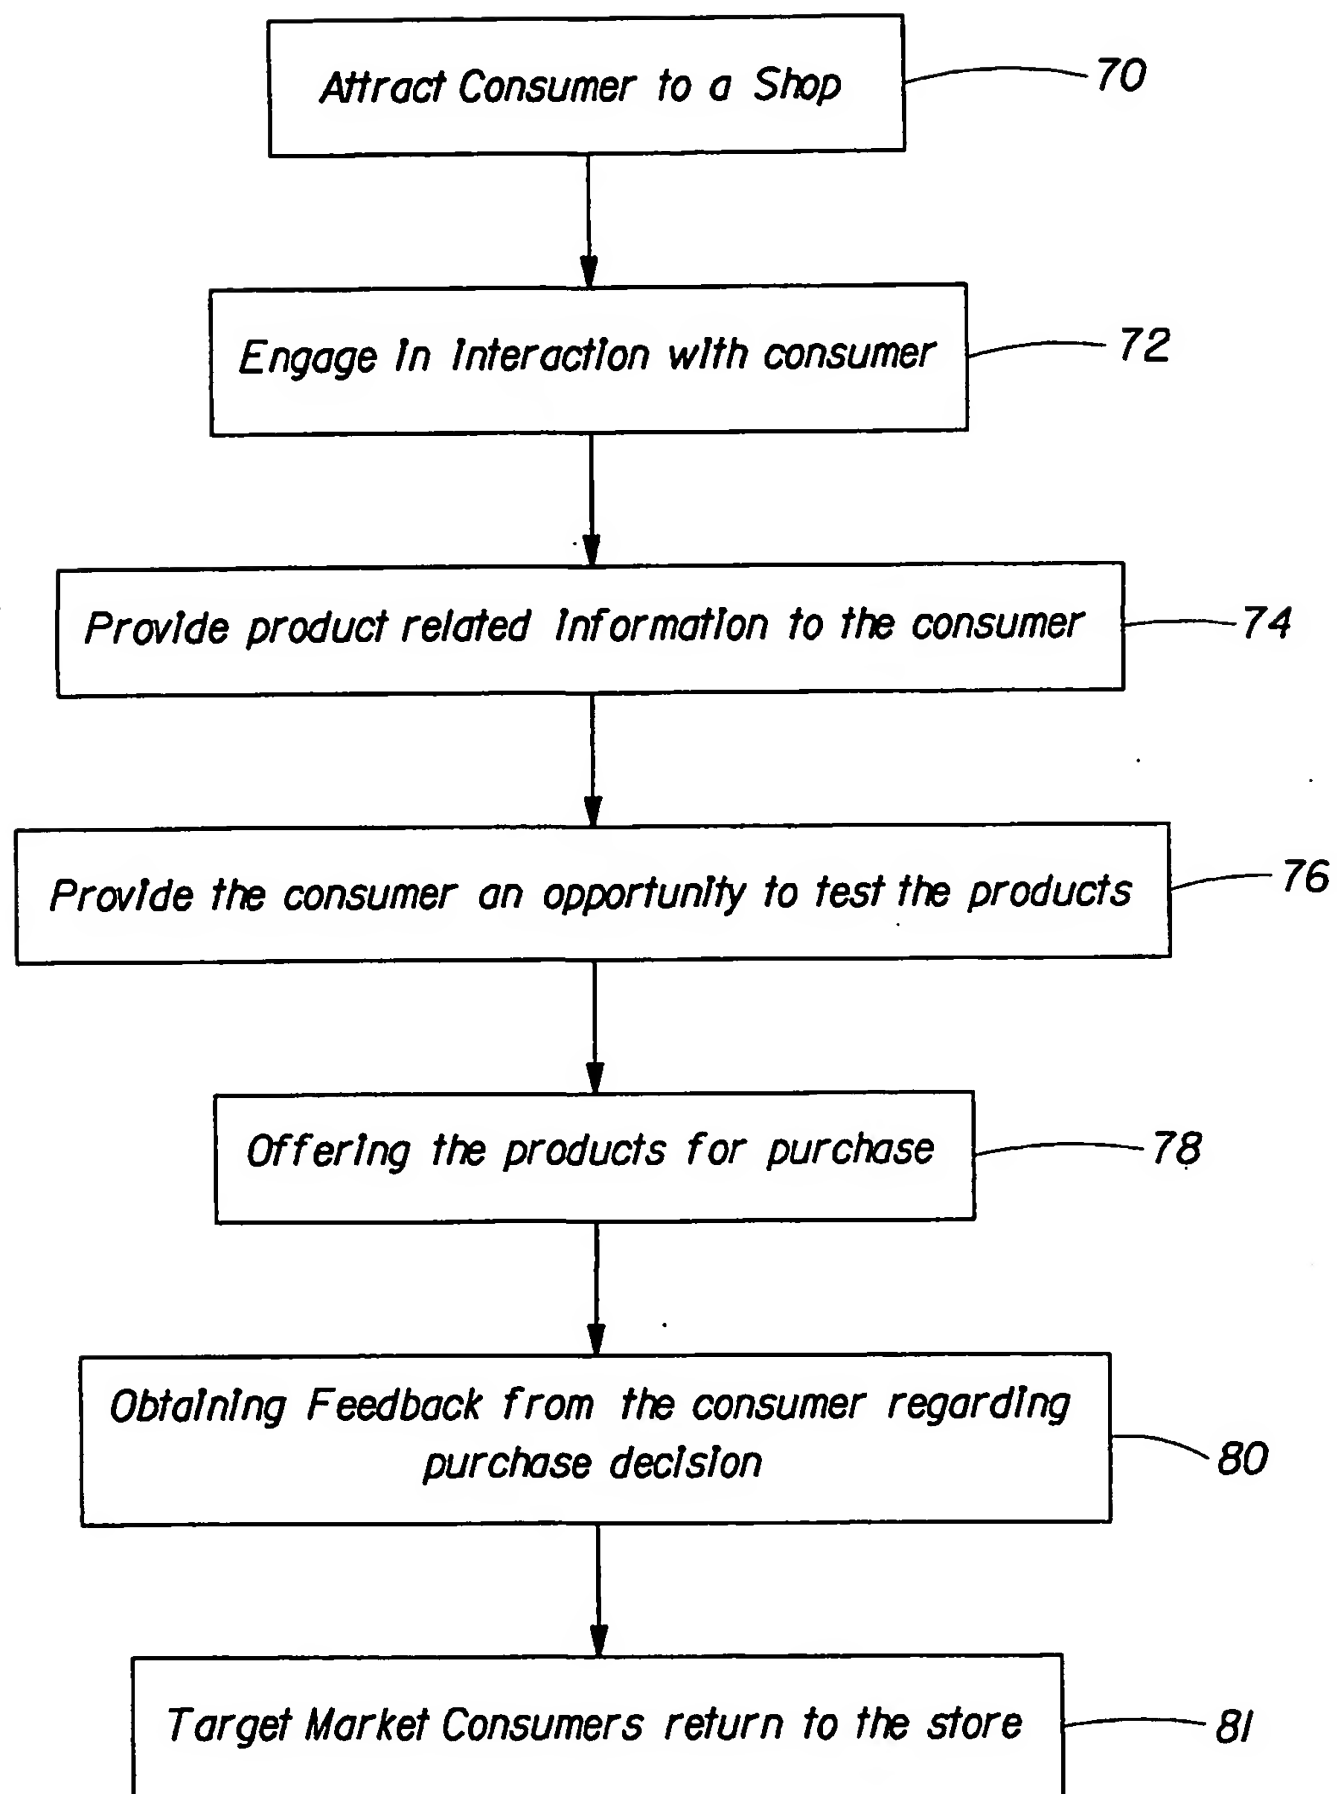 Attract Consumer to a Shop
70
Engage in interaction with consumer
72
Provide product related information to the consumer
74
Provide the consumer an opportunity to test the products
76
Offering the products for purchase
78
Obtaining Feedback from the consumer regarding
purchase decision
80
Target Market Consumers return to the store
81